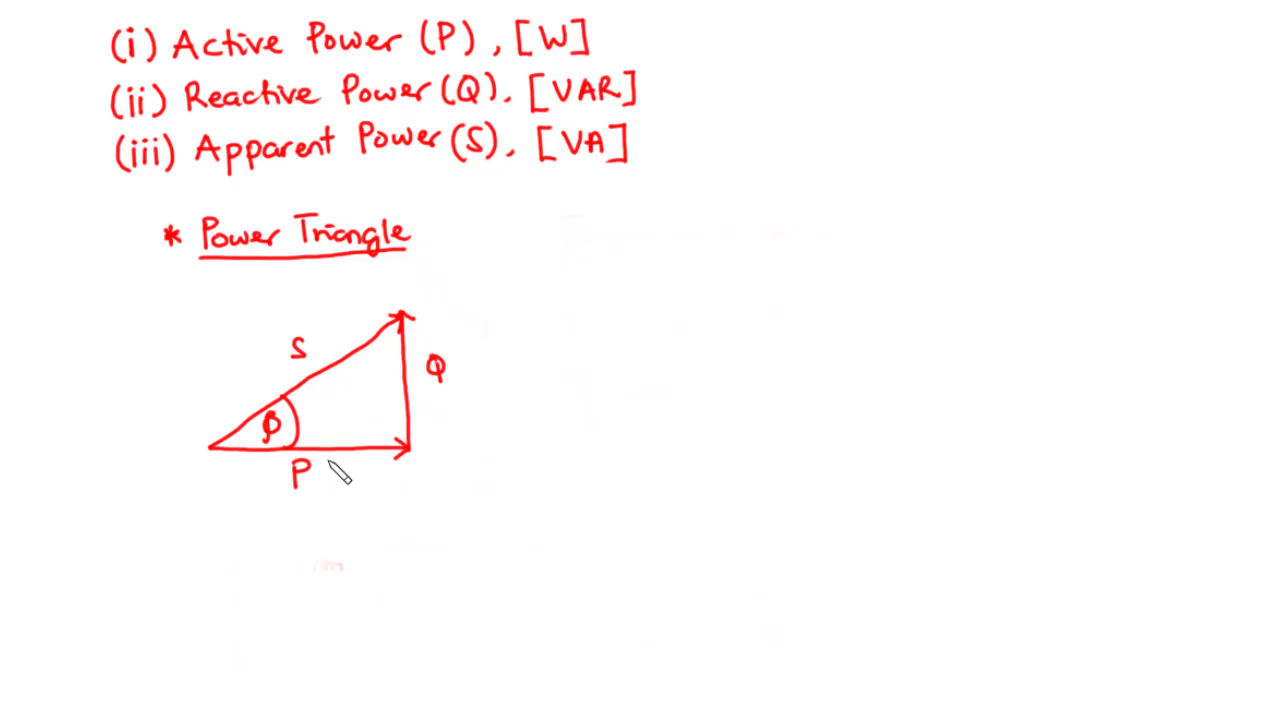 (i) Active Power (P), [W]
(ii) Reactive Power (Q). [VAR]
(iii) Apparent Power (S), [VA]
* Power Triangle
S
Q
β
P